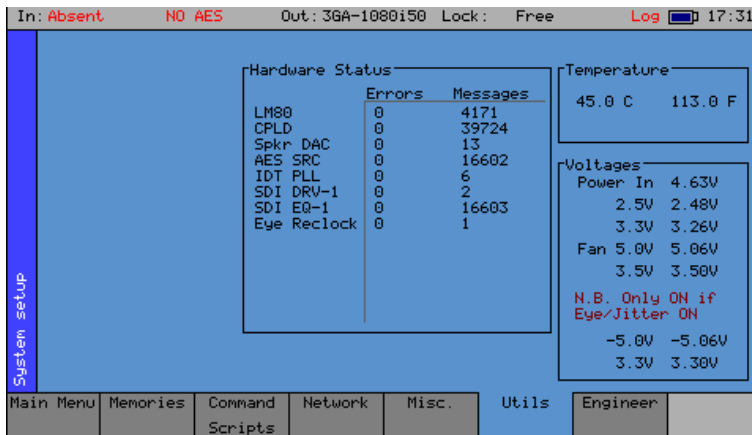 In: Absent NO AES Out: 3GA-1080i50 Lock: Free Log 17:31
Hardware Status
Errors Messages
LM80 0 4171
CPLD 0 39724
Spkr DAC 0 13
AES SRC 0 16602
IDT PLL 0 6
SDI DRV-1 0 2
SDI EQ-1 0 16603
Eye Reclock 0 1
Temperature
45.0 C 113.0 F
Voltages
Power In 4.63V
2.5V 2.48V
3.3V 3.26V
Fan 5.0V 5.06V
3.5V 3.50V
N.B. Only ON if
Eye/Jitter ON
-5.0V -5.06V
3.3V 3.30V
System setup
Main Menu Memories Command Network Misc. Utils Engineer
Scripts